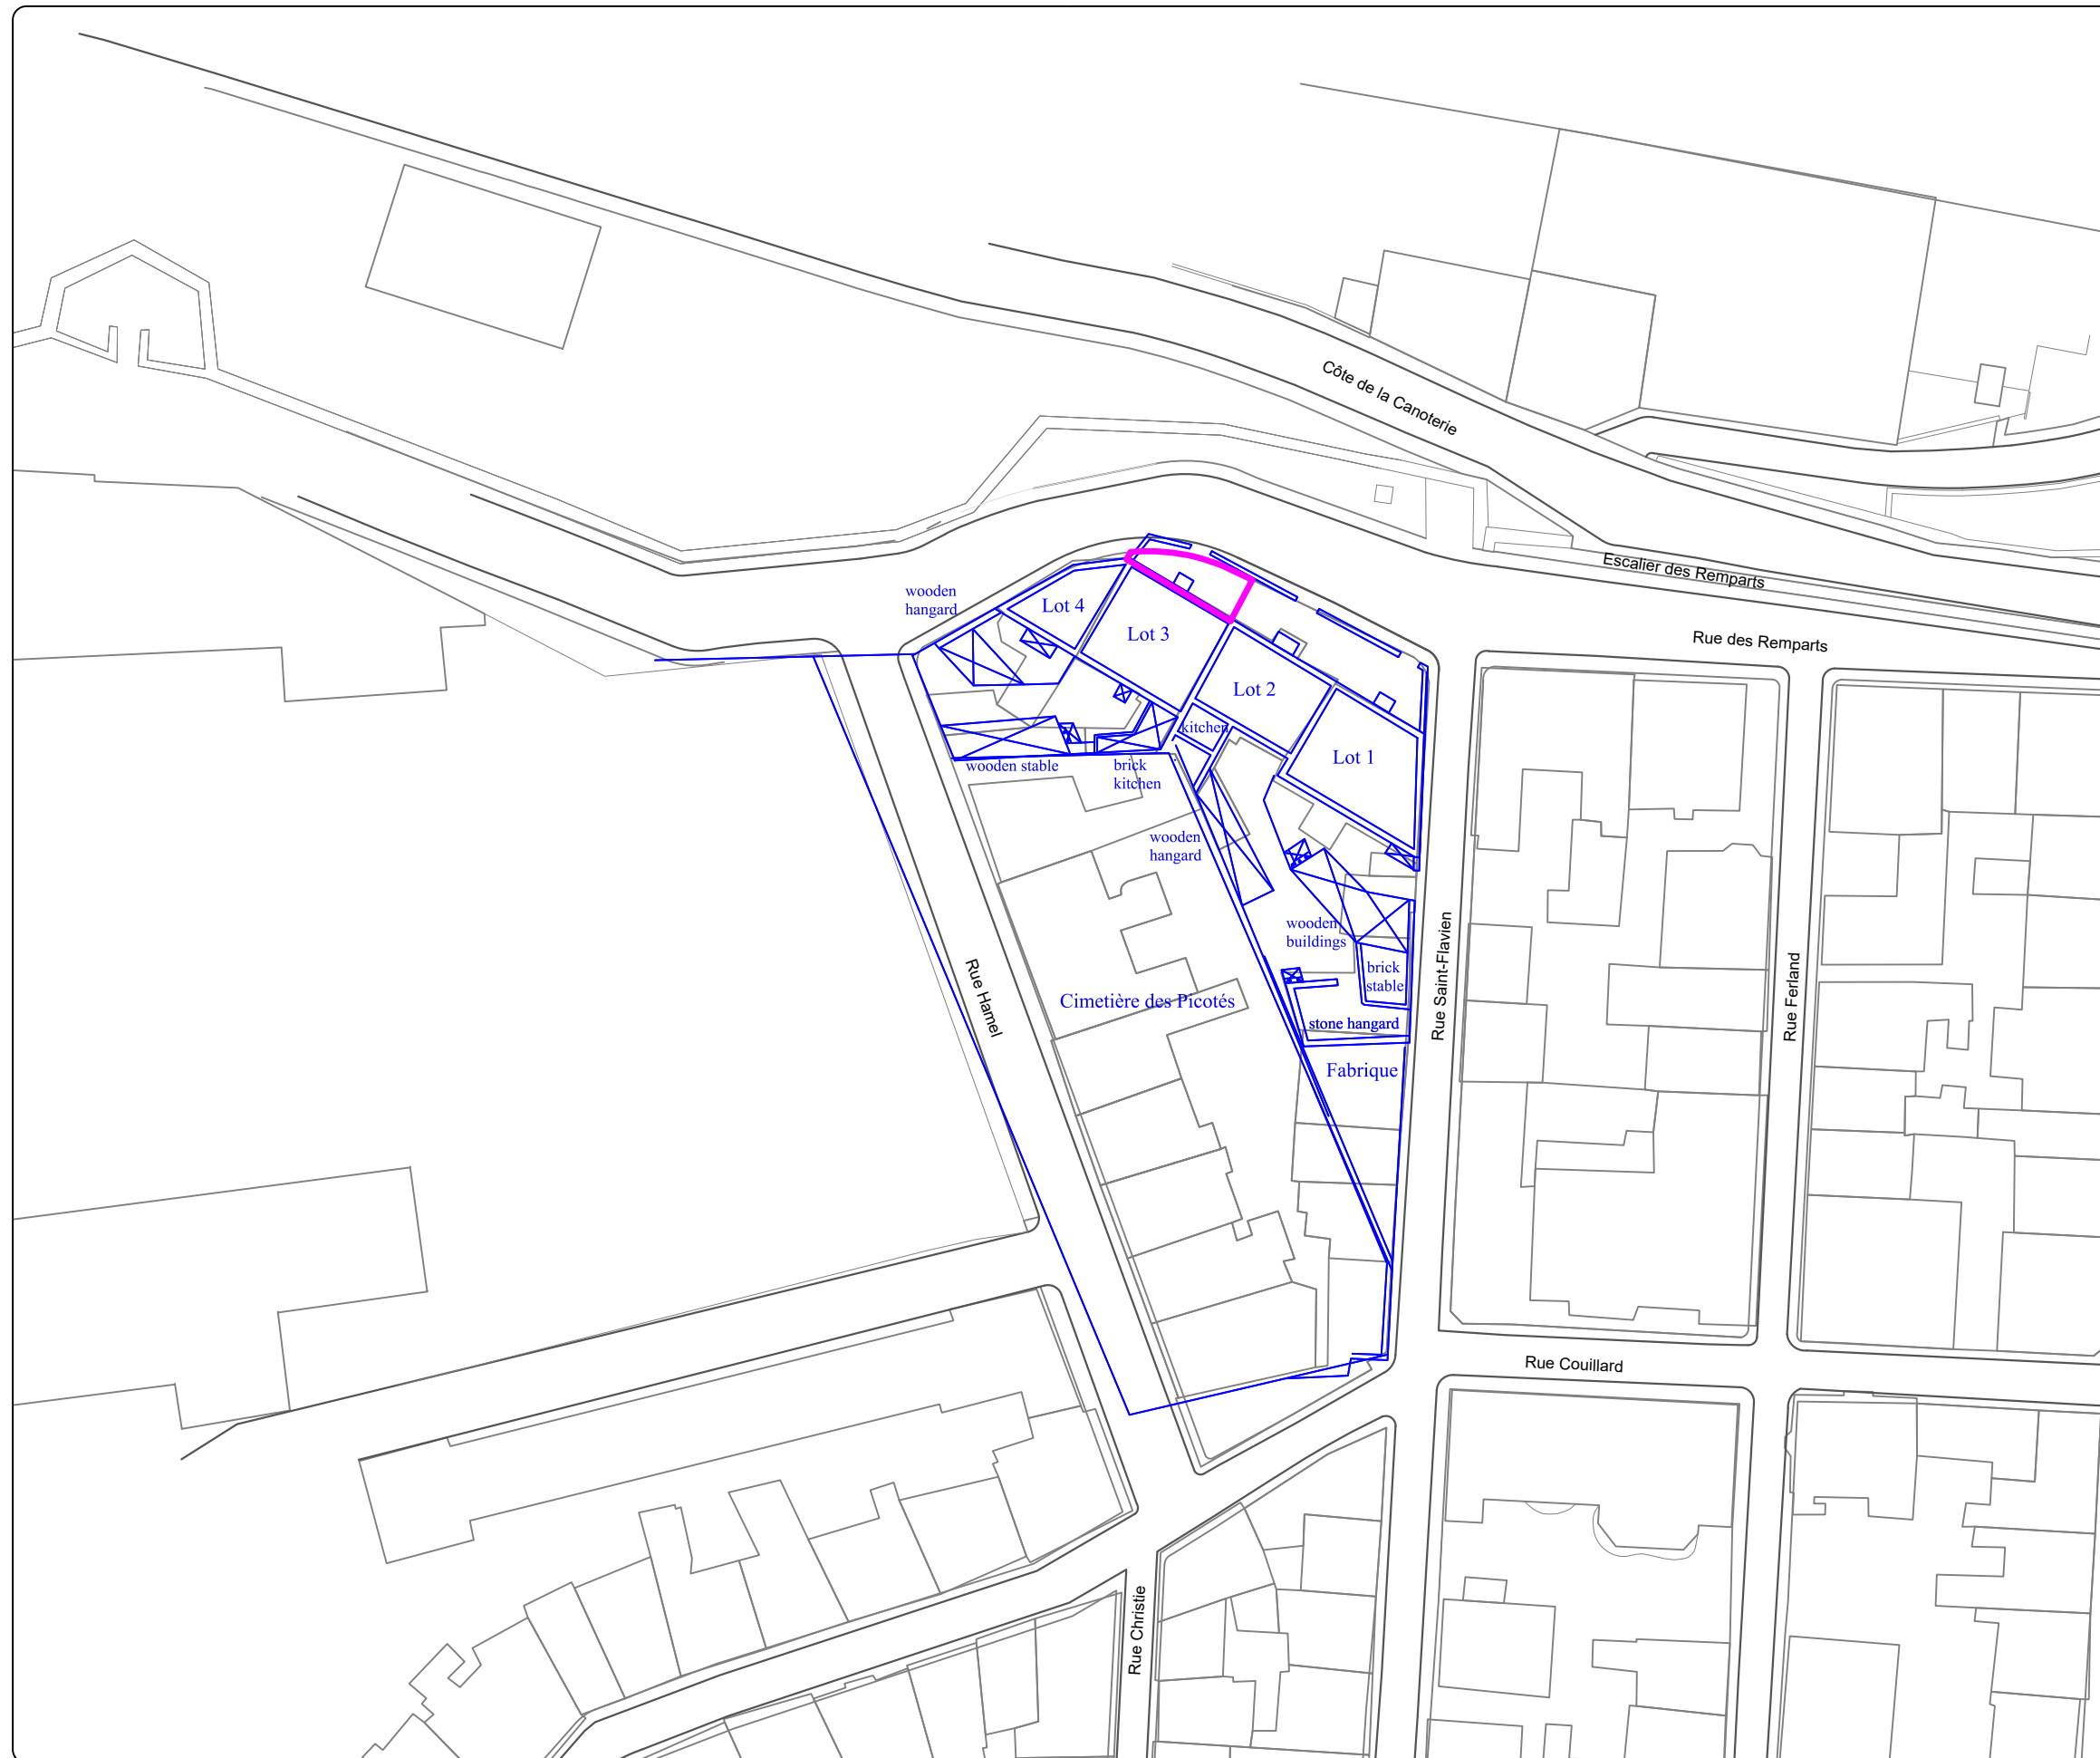 Côte de la Canoterie
Escalier des Remparts
Rue des Remparts
wooden
hangard
Lot 4
Lot 3
Lot 2
Lot 1
kitchen
wooden stable
brick
kitchen
wooden
hangard
wooden
buildings
brick
stable
stone hangard
Fabrique
Cimetière des Picotés
Rue Hamel
Rue Saint-Flavien
Rue Ferland
Rue Couillard
Rue Christie